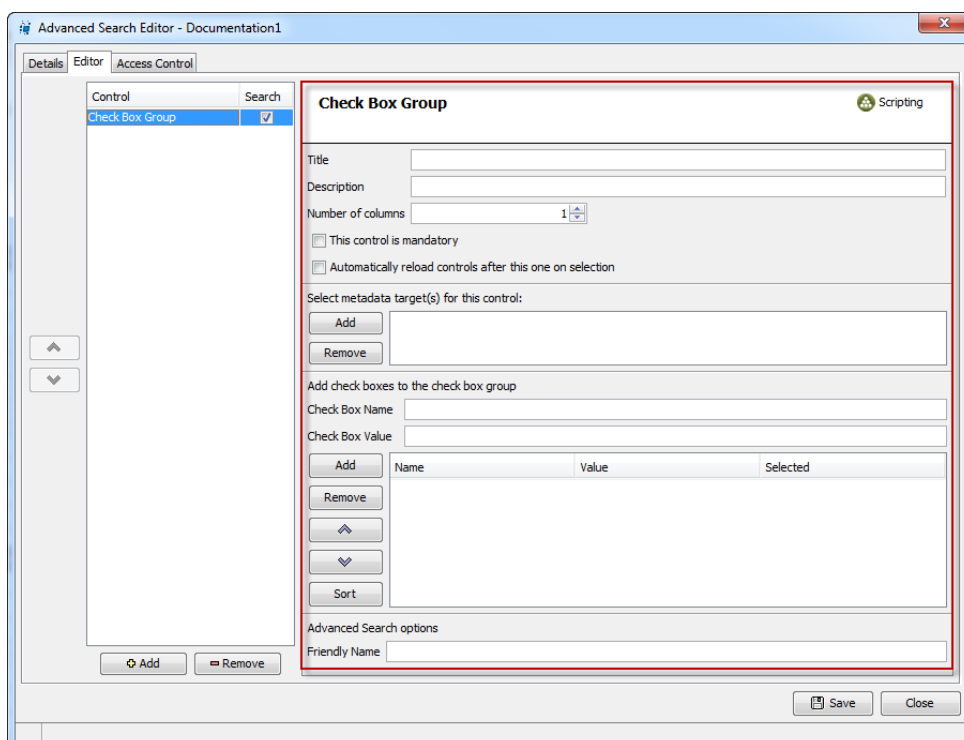 Advanced Search Editor - Documentation1
Details Editor Access Control
Control Search
Check Box Group
Check Box Group
Scripting
Title
Description
Number of columns 1
This control is mandatory
Automatically reload controls after this one on selection
Select metadata target(s) for this control:
Add
Remove
Add check boxes to the check box group
Check Box Name
Check Box Value
Add
Name Value Selected
Remove
Sort
Advanced Search options
Friendly Name
Add Remove
Save Close